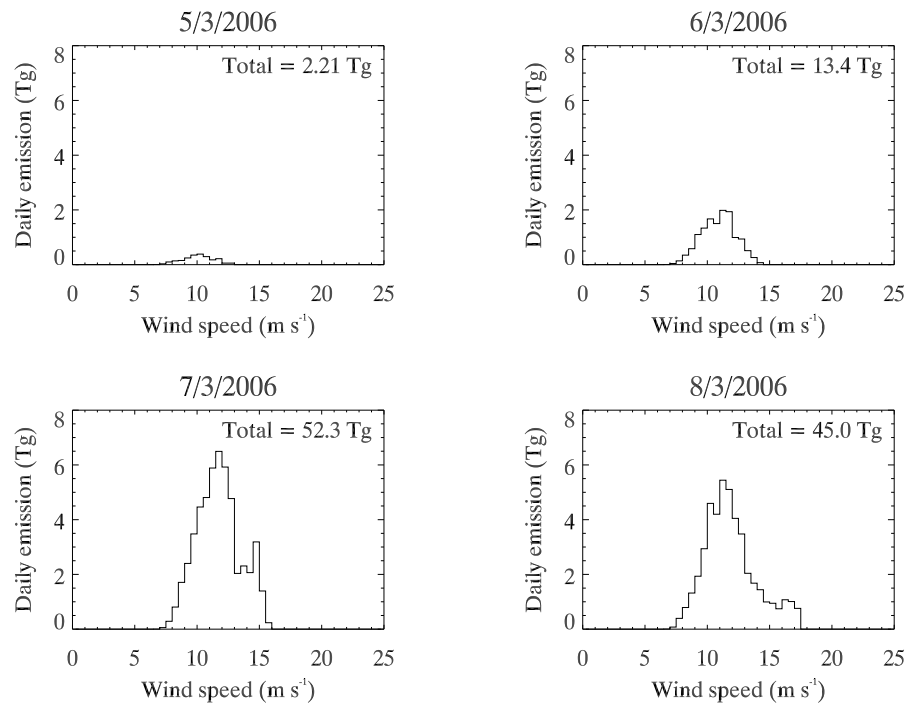 5/3/2006
Total = 2.21 Tg
Daily emission (Tg)
8
6
4
2
0
0 5 10 15 20 25
Wind speed (m s⁻¹)
6/3/2006
Total = 13.4 Tg
Daily emission (Tg)
8
6
4
2
0
0 5 10 15 20 25
Wind speed (m s⁻¹)
7/3/2006
Total = 52.3 Tg
Daily emission (Tg)
8
6
4
2
0
0 5 10 15 20 25
Wind speed (m s⁻¹)
8/3/2006
Total = 45.0 Tg
Daily emission (Tg)
8
6
4
2
0
0 5 10 15 20 25
Wind speed (m s⁻¹)